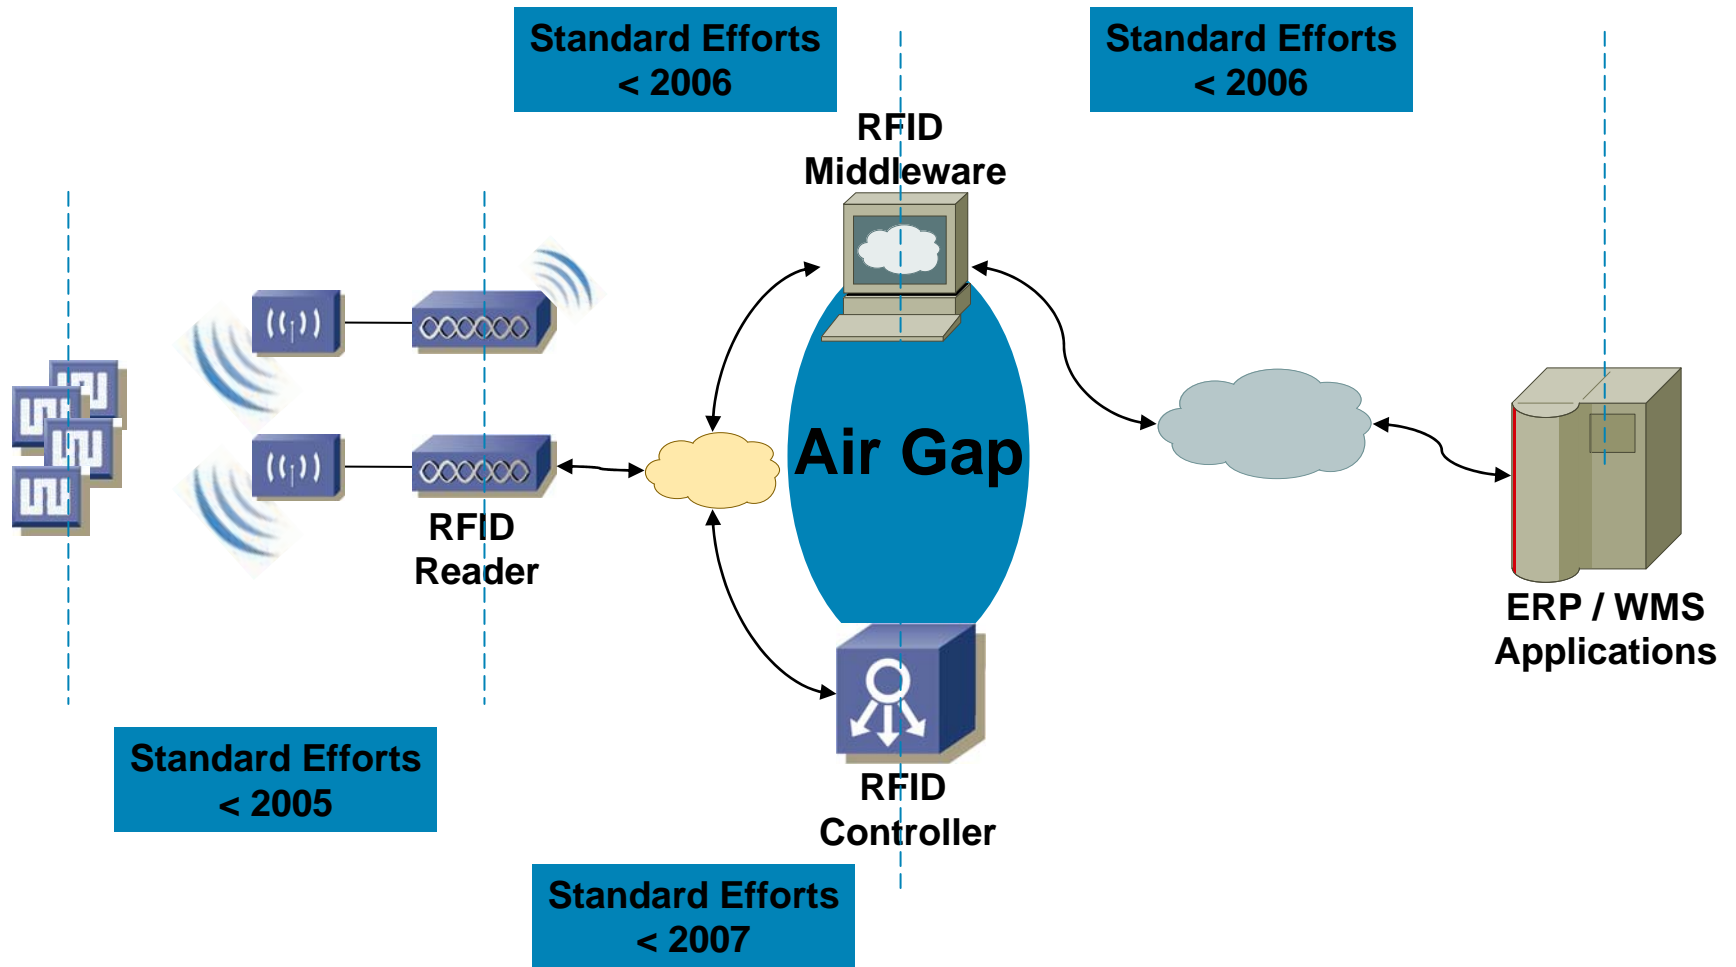 Standard Efforts
< 2006
Standard Efforts
< 2006
RFID
Middleware
Air Gap
RFID
Reader
ERP / WMS
Applications
Standard Efforts
< 2005
RFID
Controller
Standard Efforts
< 2007